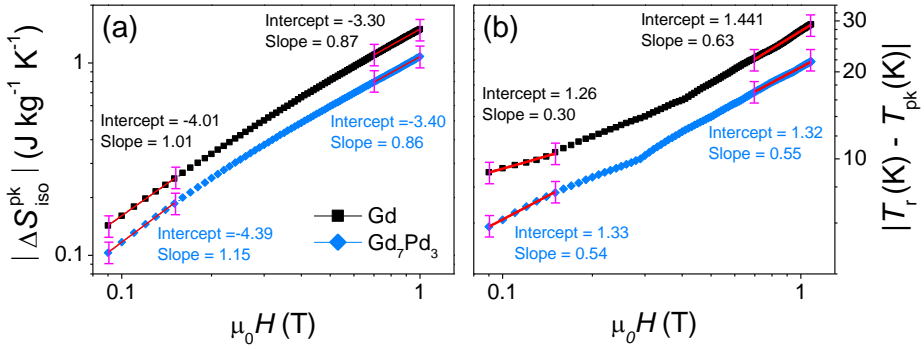 (a)
Intercept = -3.30
Slope = 0.87
Intercept = -4.01
Slope = 1.01
Intercept = -3.40
Slope = 0.86
Intercept = -4.39
Slope = 1.15
Gd
Gd7Pd3
| ΔS_iso^pk | (J kg^-1 K^-1)
1
0.1
0.1
1
μ0H (T)
(b)
1.441
Slope = 0.63
Intercept = 1.26
Slope = 0.30
Intercept = 1.32
Slope = 0.55
Intercept = 1.33
Slope = 0.54
30
20
10
|Tr(K) - Tpk(K)|
0.1
1
μ0H (T)